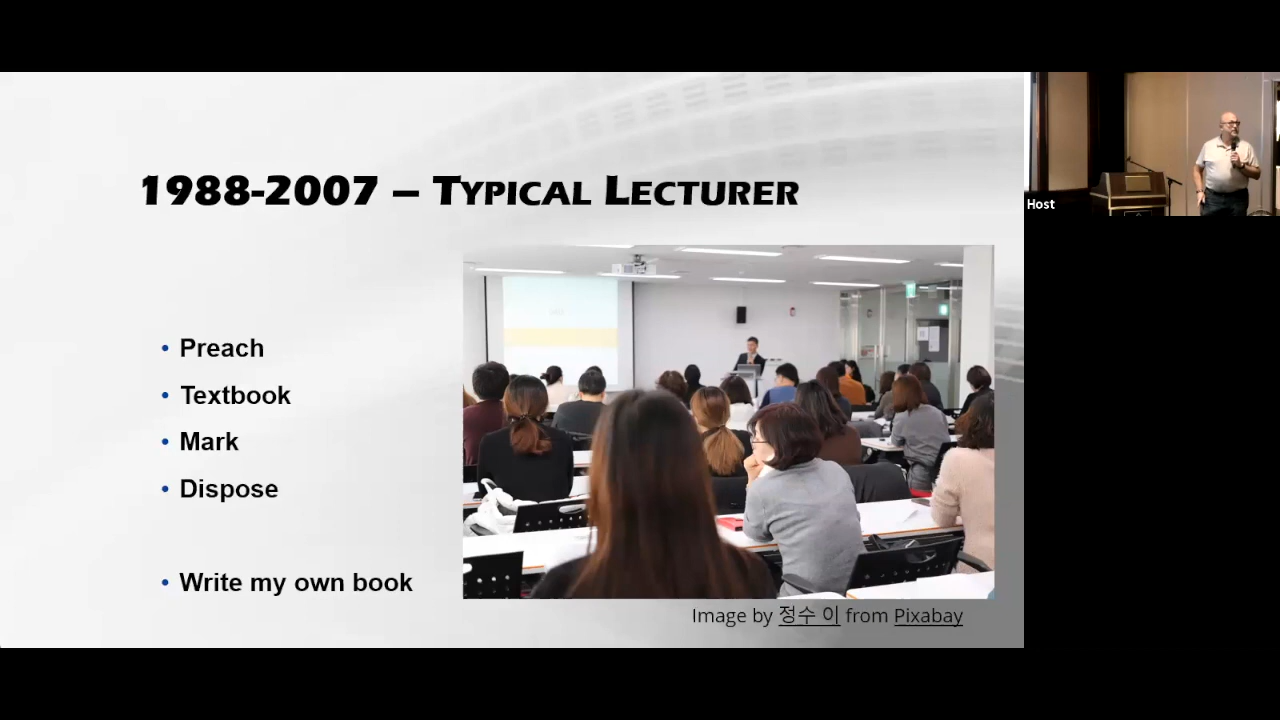 1988-2007 – Typical Lecturer
• Preach
• Textbook
• Mark
• Dispose
• Write my own book
Image by 정수 이 from Pixabay
Host